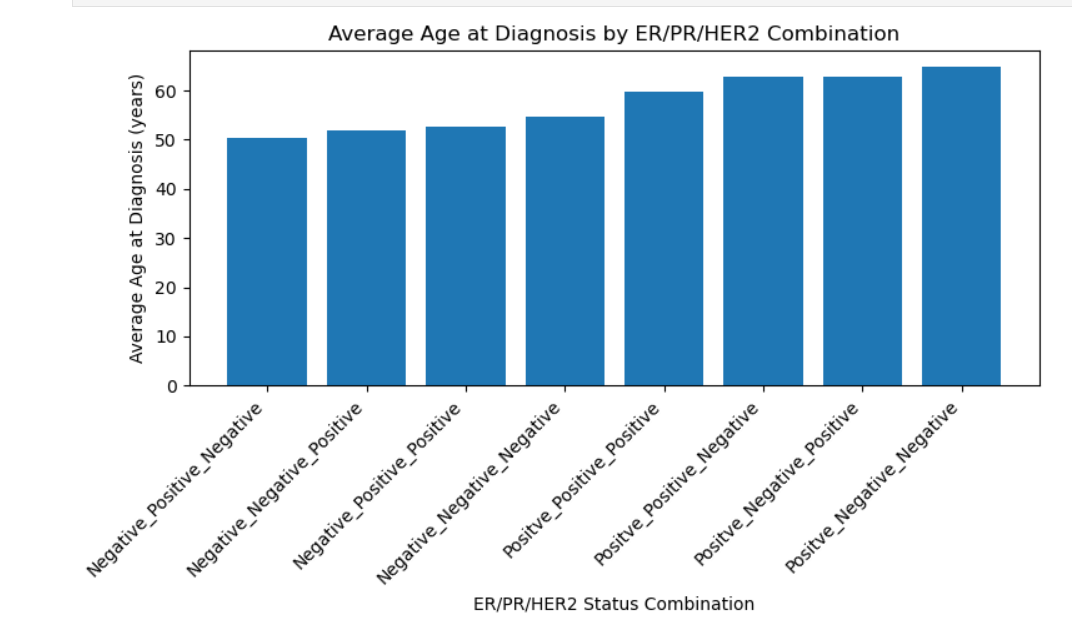 Average Age at Diagnosis by ER/PR/HER2 Combination
Average Age at Diagnosis (years)
60
50
40
30
20
10
0
Negative_Positive_Negative
Negative_Negative_Positive
Negative_Positive_Positive
Negative_Negative_Negative
Positve_Positive_Positive
Positve_Positive_Negative
Positve_Negative_Positive
Positve_Negative_Negative
ER/PR/HER2 Status Combination